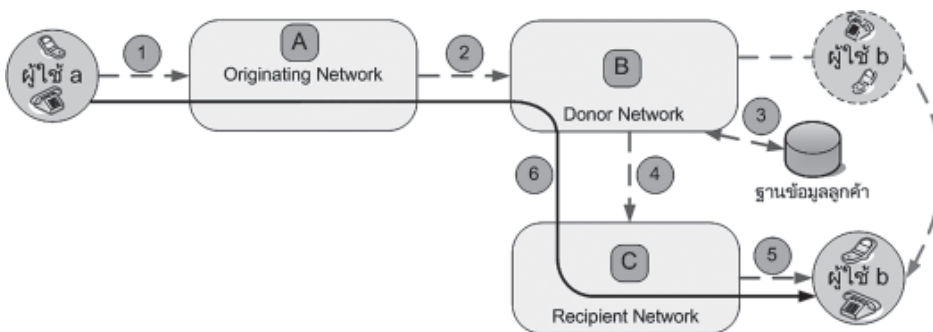 ผู้ใช้ a
1
A
Originating Network
2
B
Donor Network
ผู้ใช้ b
3
ฐานข้อมูลลูกค้า
4
6
C
Recipient Network
5
ผู้ใช้ b